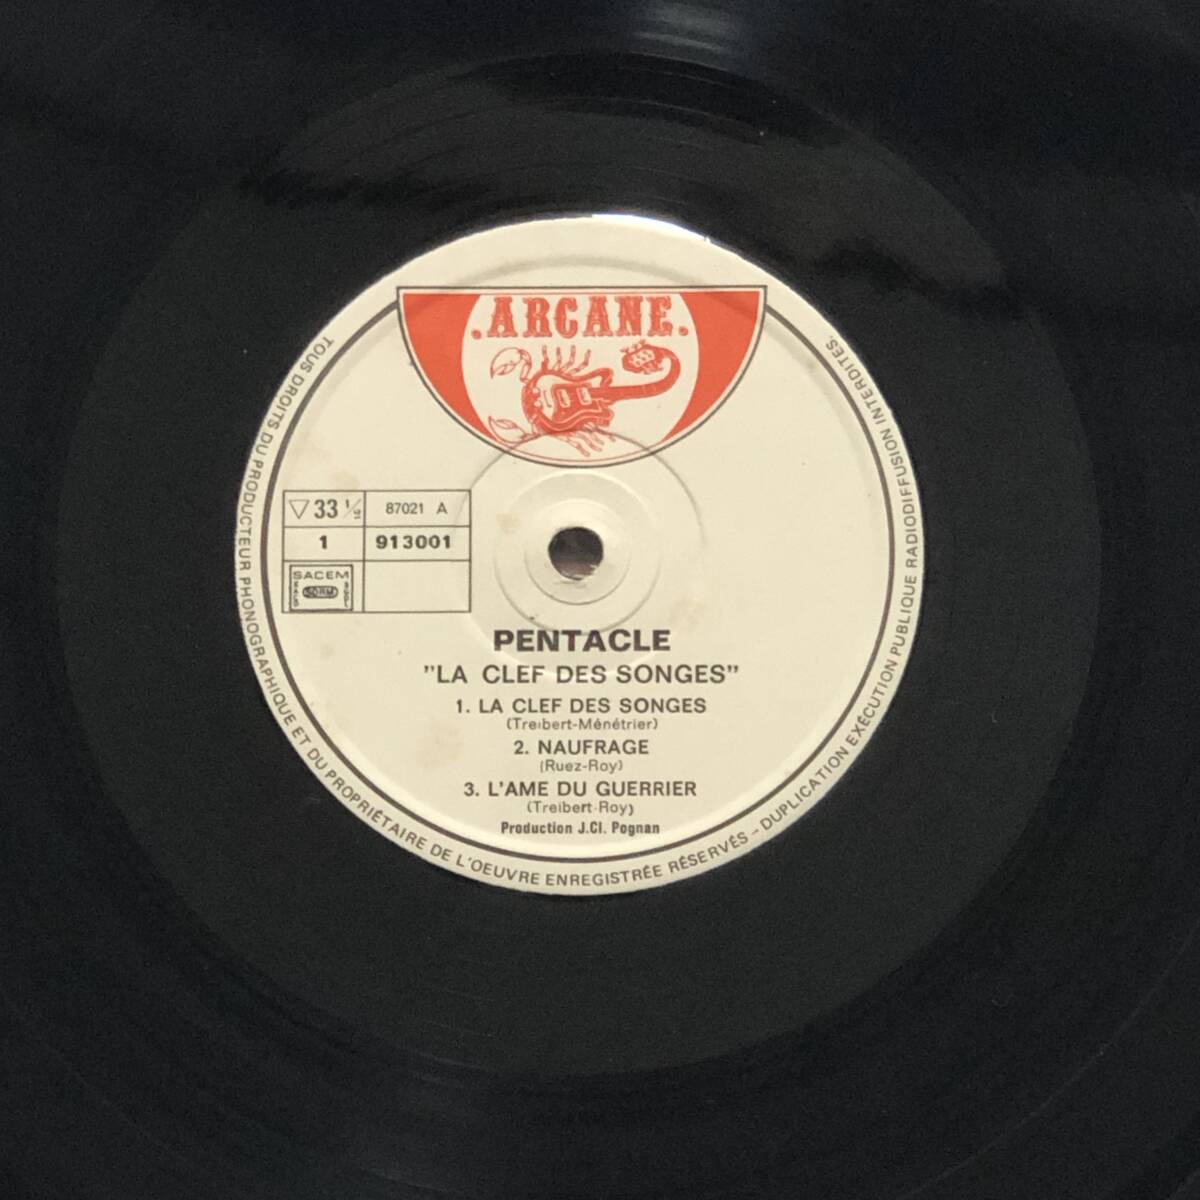 .ARCANE.
▽33 1/2
87021 A
1
913001
SACEM
SDRM
PENTACLE
"LA CLEF DES SONGES"
1. LA CLEF DES SONGES
(Treibert-Ménétrier)
2. NAUFRAGE
(Ruez-Roy)
3. L'AME DU GUERRIER
(Treibert-Roy)
Production J.Cl. Pognan
TOUS DROITS DU PRODUCTEUR PHONOGRAPHIQUE ET DU PROPRIÉTAIRE DE L'OEUVRE ENREGISTRÉE RÉSERVÉS - DUPLICATION EXÉCUTION PUBLIQUE RADIODIFFUSION INTERDITES.